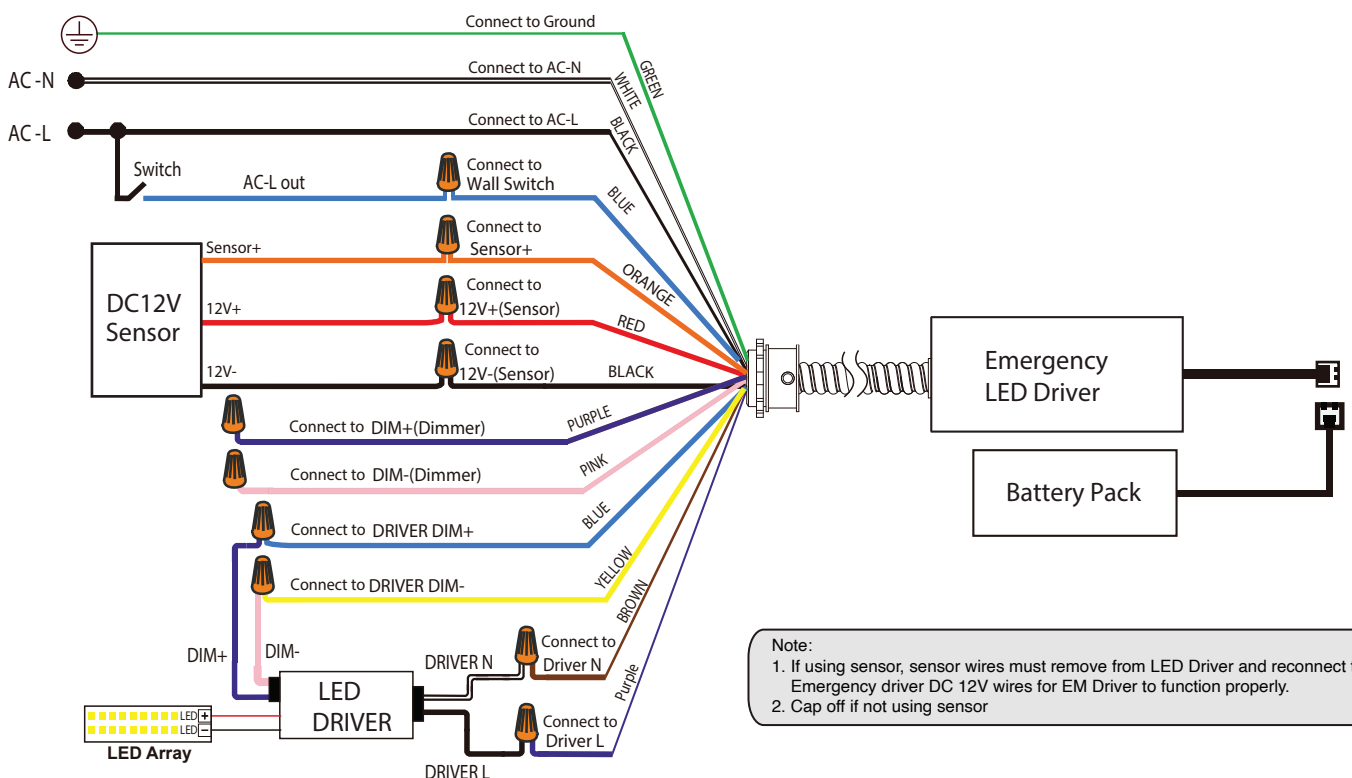 Connect to Ground
AC -N
Connect to AC-N
GREEN
WHITE
AC -L
Connect to AC-L
BLACK
Switch
AC-L out
Connect to
Wall Switch
BLUE
DC12V
Sensor
Sensor+
Connect to
Sensor+
ORANGE
12V+
Connect to
12V+(Sensor)
RED
12V-
Connect to
12V-(Sensor)
BLACK
Connect to DIM+(Dimmer)
PURPLE
Connect to DIM-(Dimmer)
PINK
Connect to DRIVER DIM+
BLUE
Connect to DRIVER DIM-
YELLOW
BROWN
DIM+
DIM-
DRIVER N
Connect to
Driver N
Purple
LED
DRIVER
Connect to
Driver L
DRIVER L
LED +
LED −
LED Array
Emergency
LED Driver
Battery Pack
Note:
1. If using sensor, sensor wires must remove from LED Driver and reconnect
Emergency driver DC 12V wires for EM Driver to function properly.
2. Cap off if not using sensor